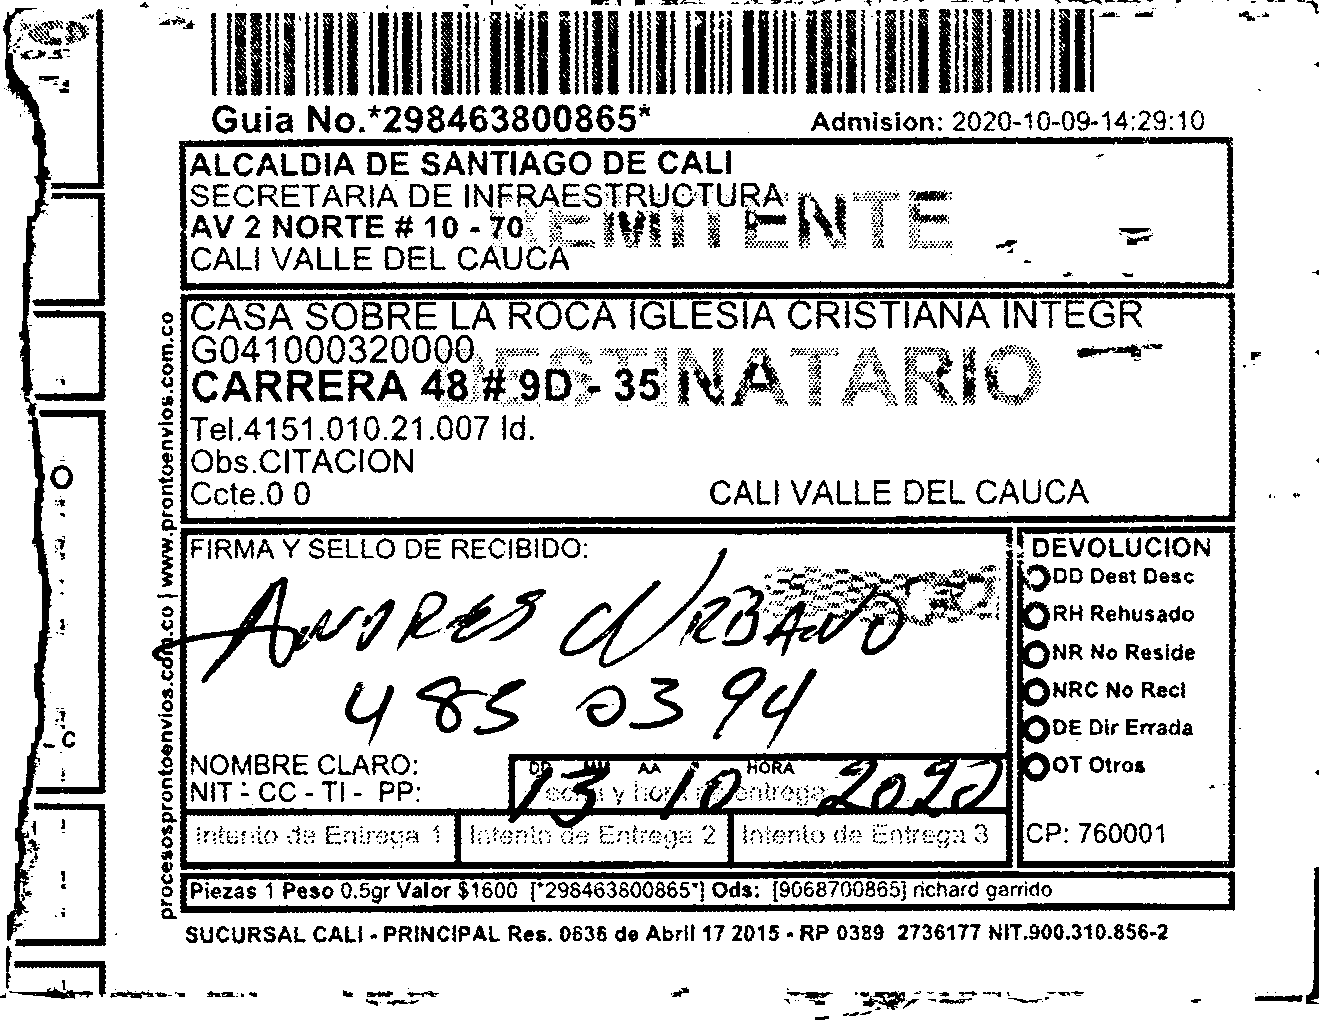 Guia No.*298463800865*
Admision: 2020-10-09-14:29:10
ALCALDIA DE SANTIAGO DE CALI
SECRETARIA DE INFRAESTRUCTURA
AV 2 NORTE # 10 - 70
CALI VALLE DEL CAUCA
REMITENTE
CASA SOBRE LA ROCA IGLESIA CRISTIANA INTEGR
G041000320000
CARRERA 48 # 9D - 35
DESTINATARIO
Tel.4151.010.21.007 Id.
Obs.CITACION
Ccte.0 0
CALI VALLE DEL CAUCA
procesosprontoenvios.com.co | www.prontoenvios.com.co
FIRMA Y SELLO DE RECIBIDO:
ANDRES URBANO
485 0394
NOMBRE CLARO:
NIT - CC - TI - PP:
DD MM AA HORA
Fecha y hora de entrega
13 10 2020
Intento de Entrega 1
Intento de Entrega 2
Intento de Entrega 3
DEVOLUCION
DD Dest Desc
RH Rehusado
NR No Reside
NRC No Recl
DE Dir Errada
OT Otros
CP: 760001
Piezas 1 Peso 0.5gr Valor $1600 [*298463800865*] Ods: [9068700865] richard garrido
SUCURSAL CALI - PRINCIPAL Res. 0636 de Abril 17 2015 - RP 0389 2736177 NIT.900.310.856-2